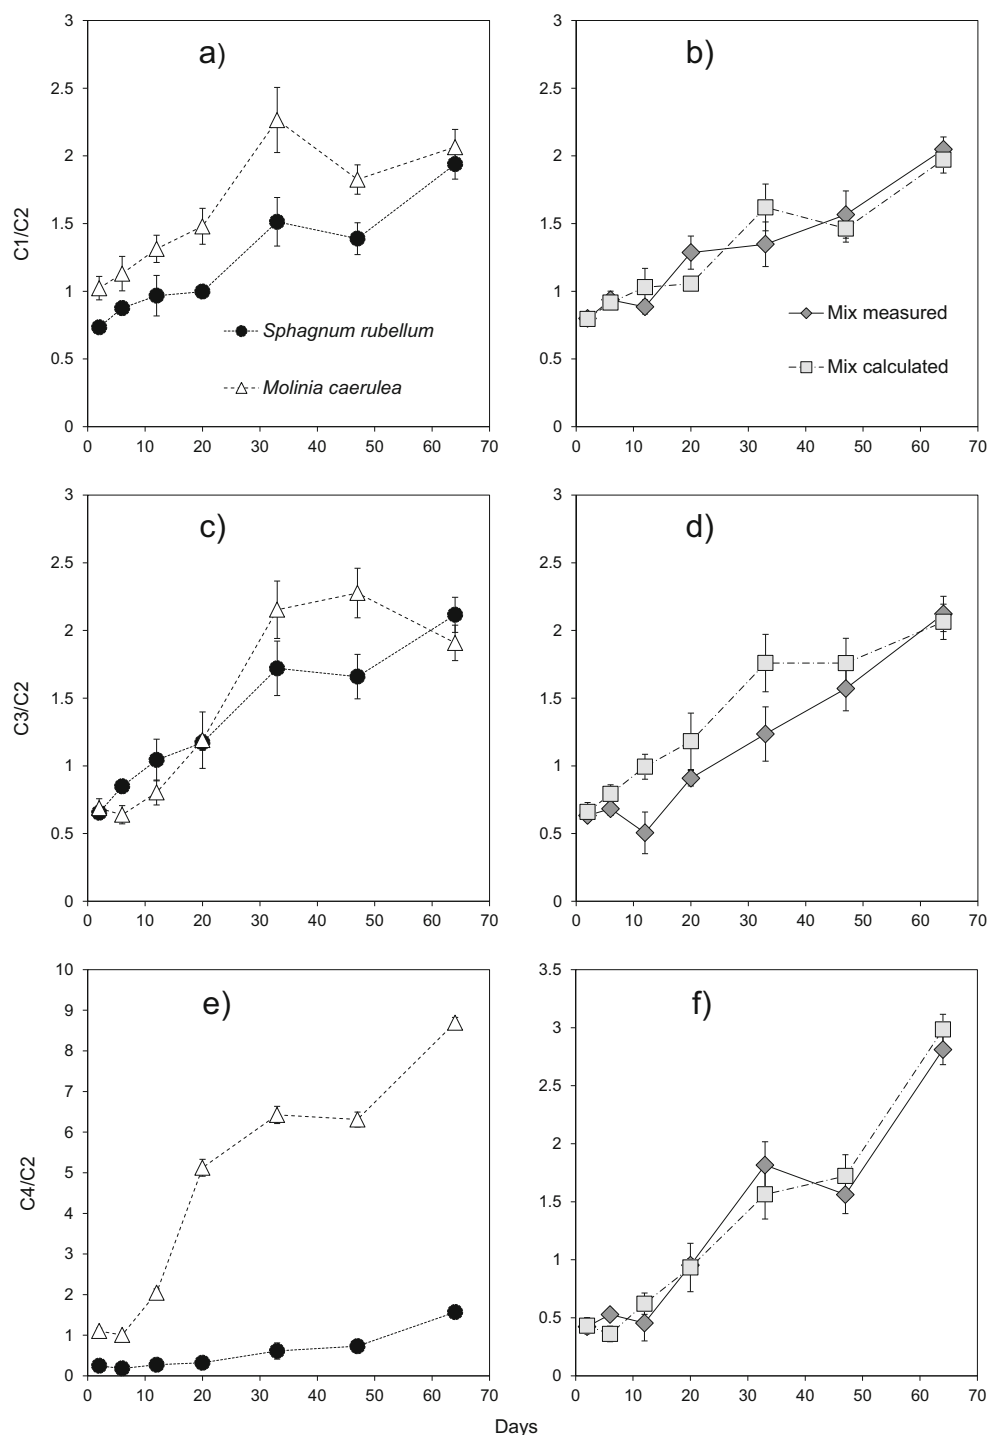 3
a)
2.5
2
1.5
1
0.5
0
C1/C2
Sphagnum rubellum
Molinia caerulea
0 10 20 30 40 50 60 70
3
b)
2.5
2
1.5
1
0.5
0
Mix measured
Mix calculated
0 10 20 30 40 50 60 70
3
c)
2.5
2
1.5
1
0.5
0
C3/C2
0 10 20 30 40 50 60 70
3
d)
2.5
2
1.5
1
0.5
0
0 10 20 30 40 50 60 70
10
e)
9
8
7
6
5
4
3
2
1
0
C4/C2
0 10 20 30 40 50 60 70
3.5
f)
3
2.5
2
1.5
1
0.5
0
0 10 20 30 40 50 60 70
Days